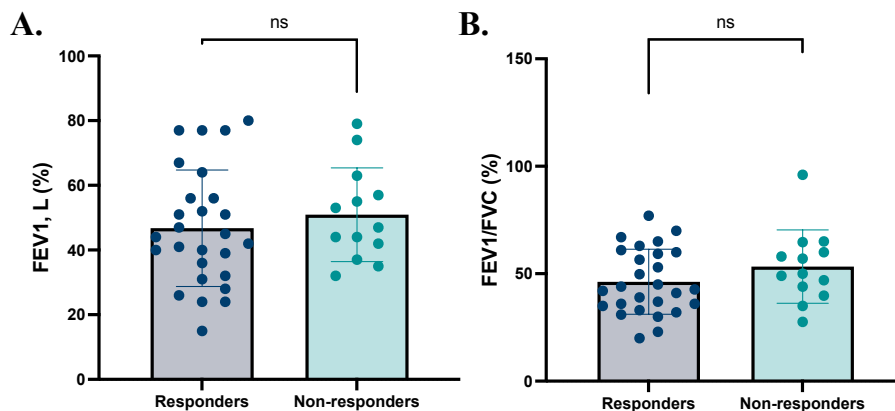 A.
ns
FEV1, L (%)
100
80
60
40
20
0
Responders
Non-responders
B.
ns
FEV1/FVC (%)
150
100
50
0
Responders
Non-responders